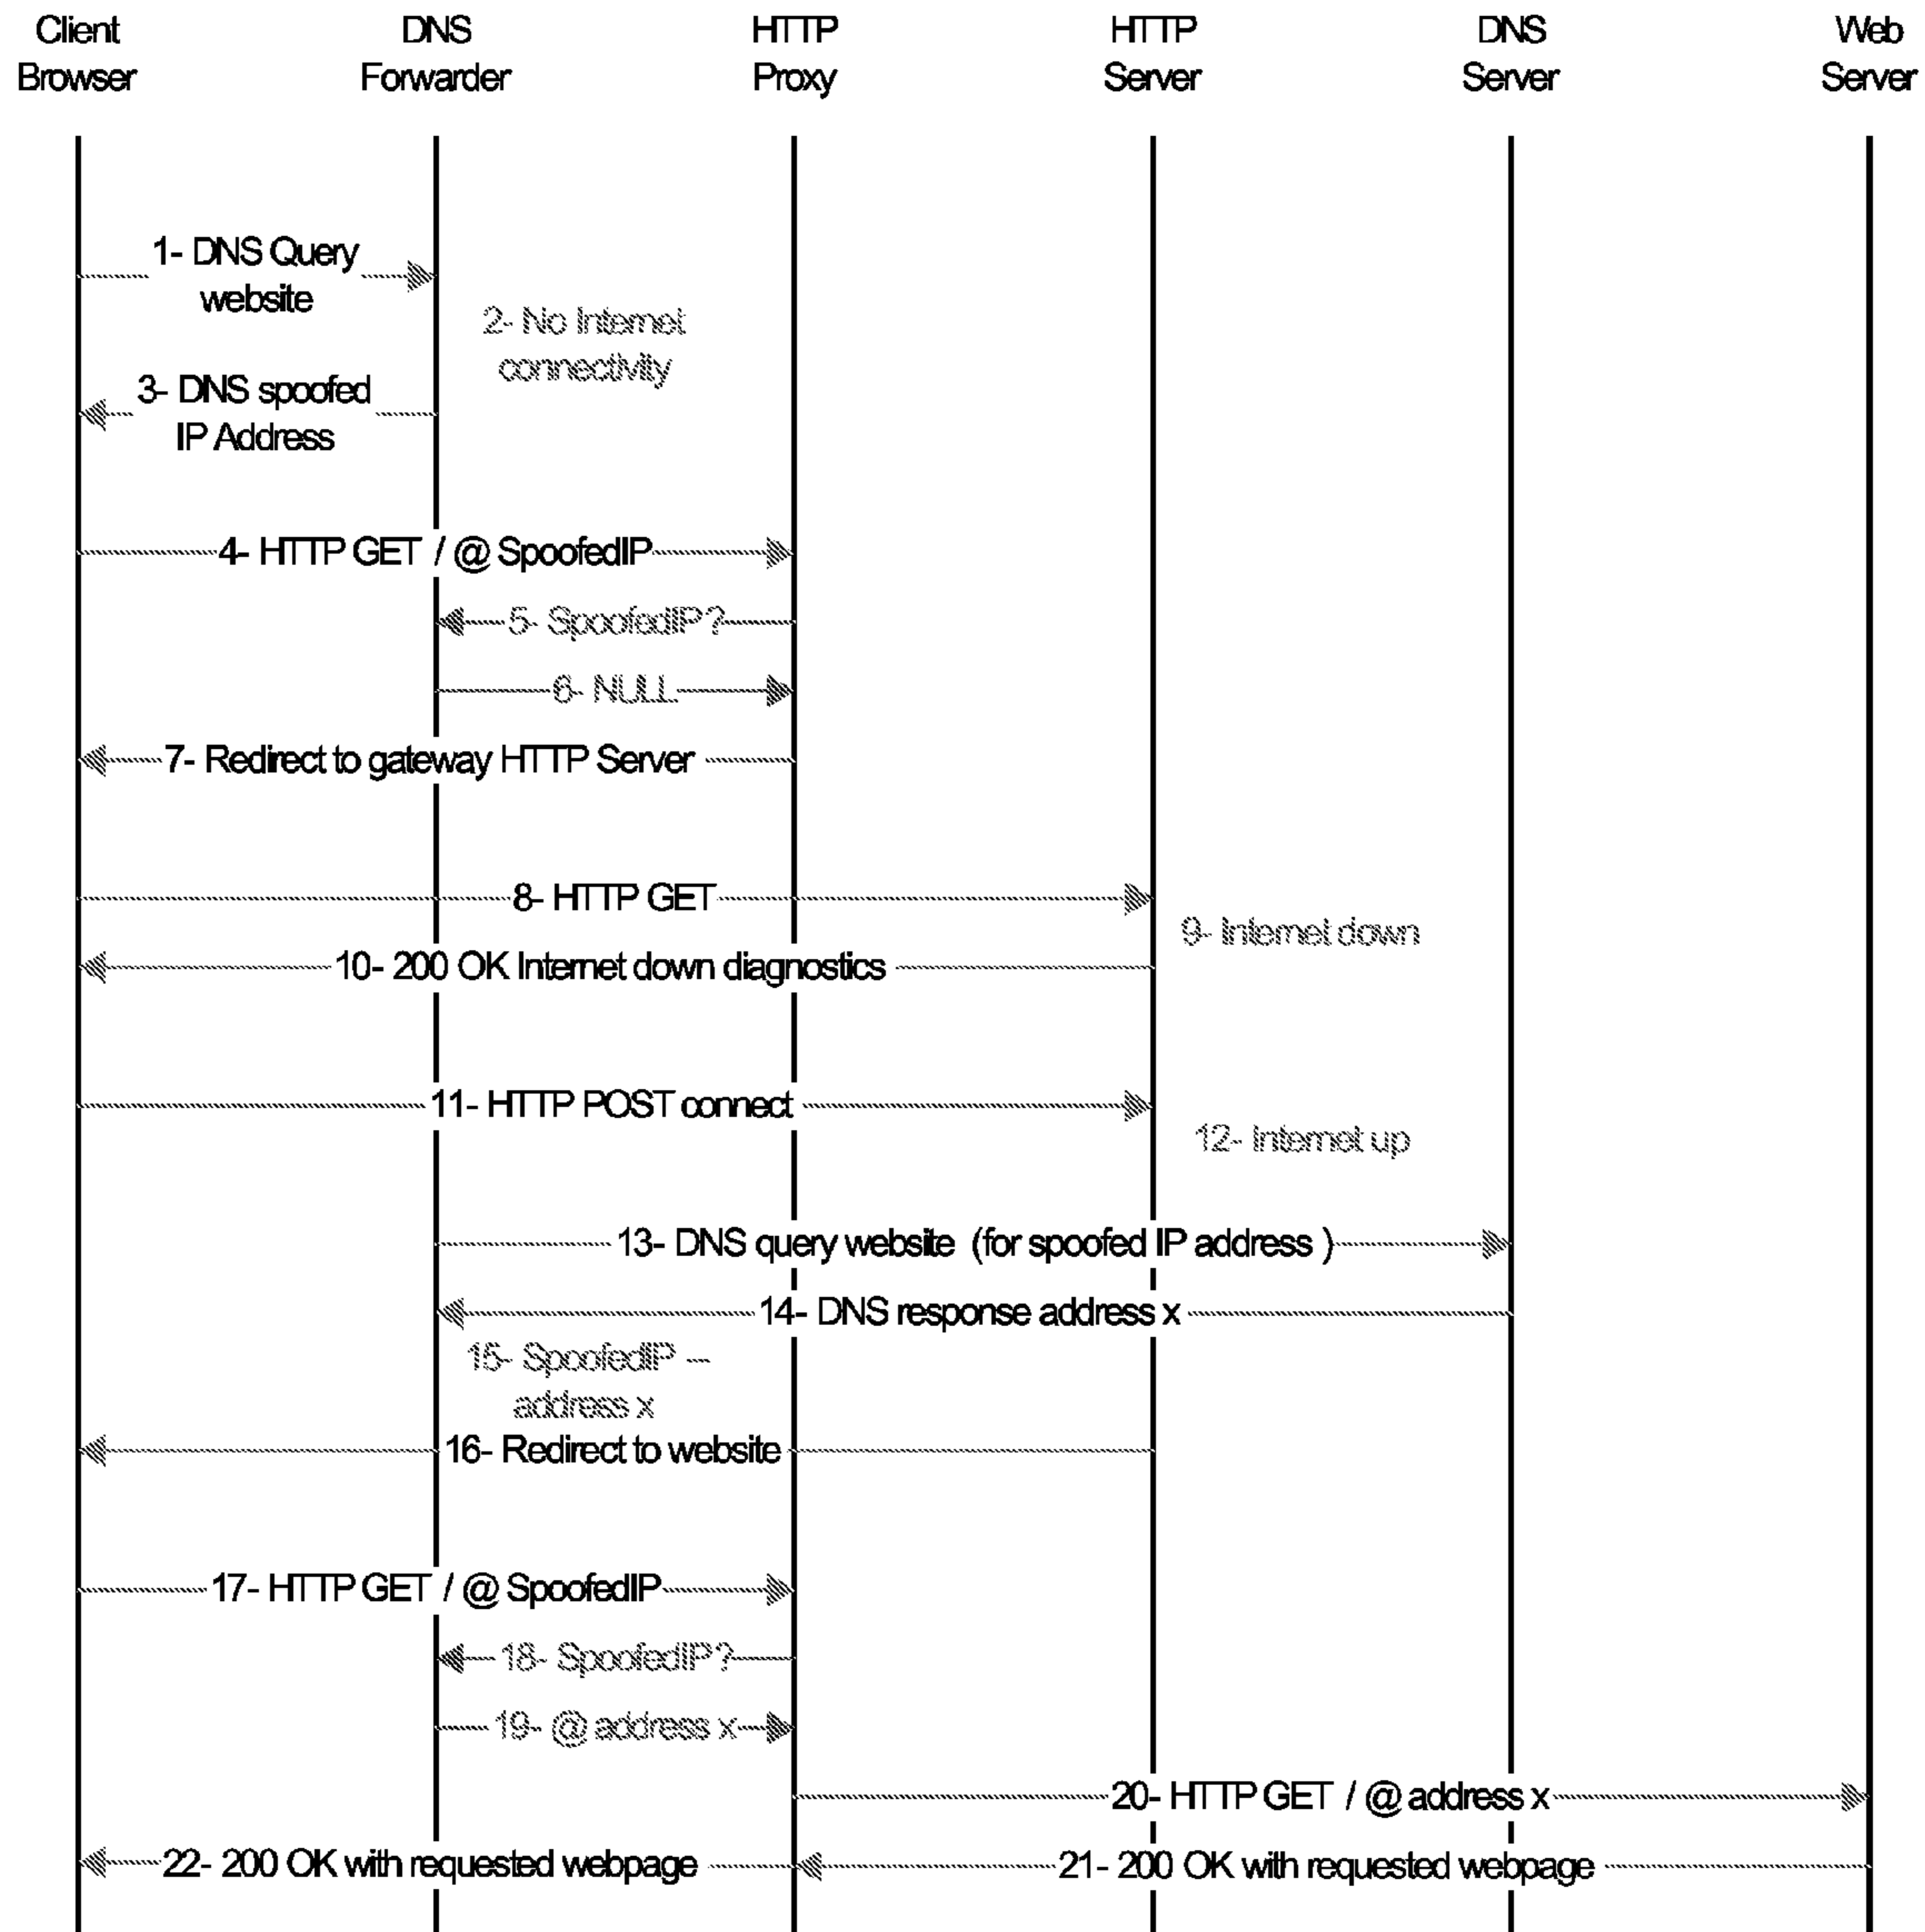 Client
Browser
DNS
Forwarder
HTTP
Proxy
HTTP
Server
DNS
Server
Web
Server
1- DNS Query
website
2- No Internet
connectivity
3- DNS spoofed
IP Address
4- HTTP GET / @ SpoofedIP
5- SpoofedIP?
6- NULL
7- Redirect to gateway HTTP Server
8- HTTP GET
9- Internet down
10- 200 OK Internet down diagnostics
11- HTTP POST connect
12- Internet up
13- DNS query website (for spoofed IP address )
14- DNS response address x
15- SpoofedIP –
address x
16- Redirect to website
17- HTTP GET / @ SpoofedIP
18- SpoofedIP?
19- @ address x
20- HTTP GET / @ address x
22- 200 OK with requested webpage
21- 200 OK with requested webpage